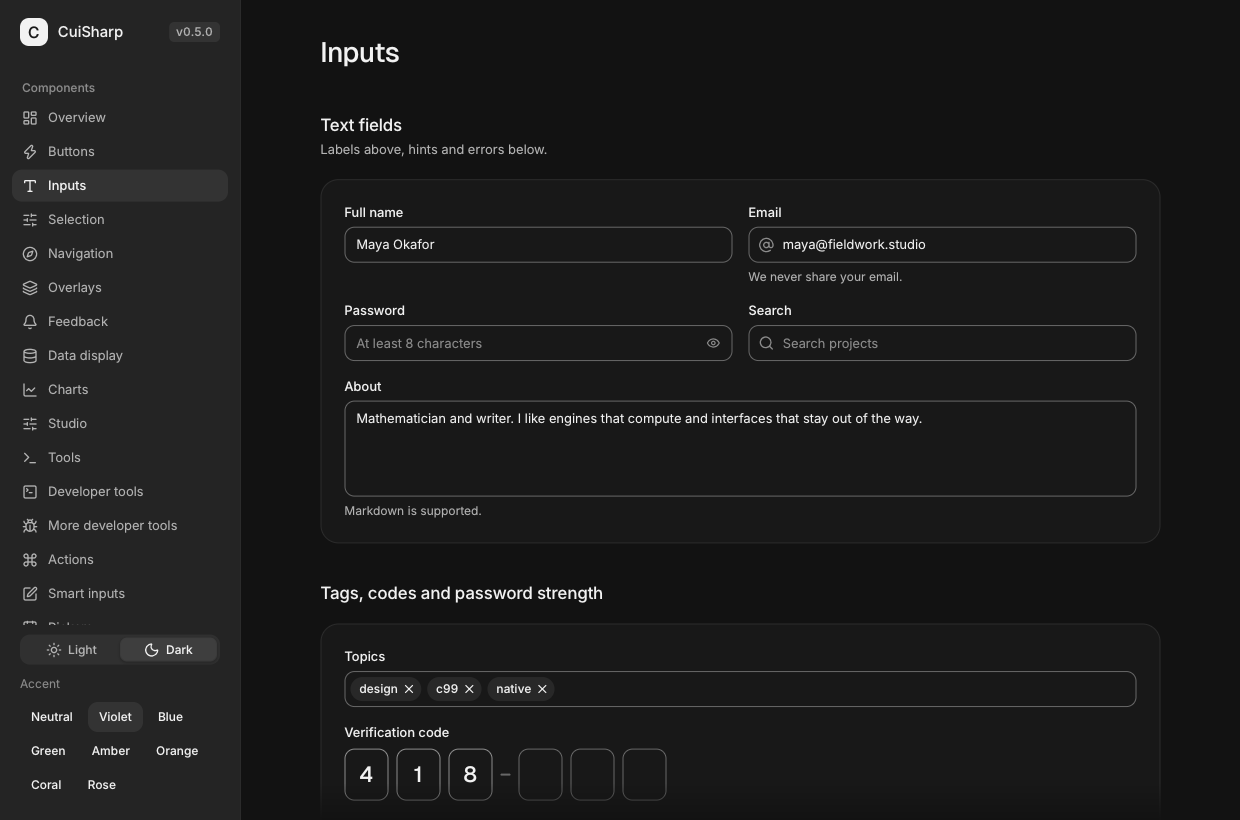 C CuiSharp v0.5.0
Components
Overview
Buttons
Inputs
Selection
Navigation
Overlays
Feedback
Data display
Charts
Studio
Tools
Developer tools
More developer tools
Actions
Smart inputs
Light Dark
Accent
Neutral Violet Blue
Green Amber Orange
Coral Rose
Inputs
Text fields
Labels above, hints and errors below.
Full name
Maya Okafor
Email
@ maya@fieldwork.studio
We never share your email.
Password
At least 8 characters
Search
Search projects
About
Mathematician and writer. I like engines that compute and interfaces that stay out of the way.
Markdown is supported.
Tags, codes and password strength
Topics
design c99 native
Verification code
4 1 8 –